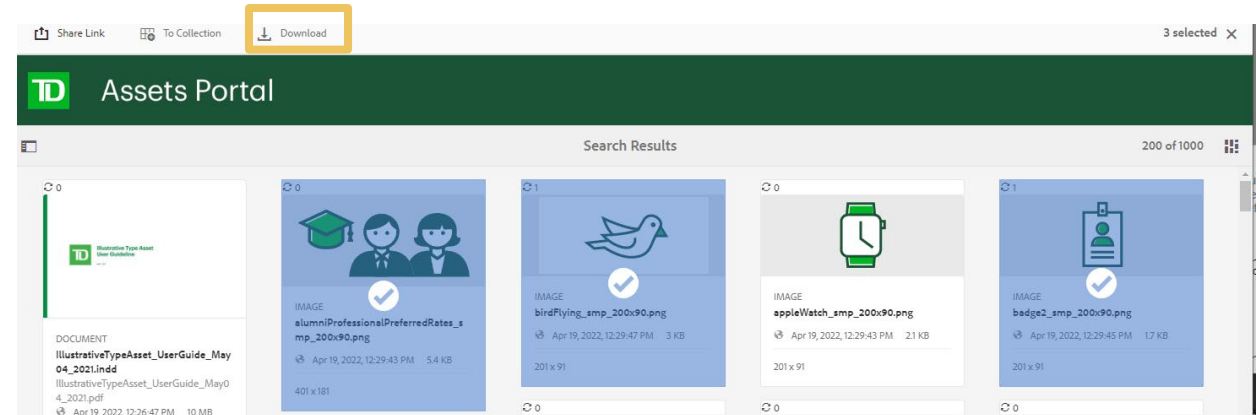 Share Link To Collection Download 3 selected
TD Assets Portal
Search Results 200 of 1000
0
TD Illustrative Type Asset
User Guideline
DOCUMENT
IllustrativeTypeAsset_UserGuide_May
04_2021.indd
IllustrativeTypeAsset_UserGuide_May0
4_2021.pdf
Apr 19, 2022, 12:26:47 PM 10 MB
0
IMAGE
alumniProfessionalPreferredRates_s
mp_200x90.png
Apr 19, 2022, 12:29:43 PM 5.4 KB
401 x 181
1
IMAGE
birdFlying_smp_200x90.png
Apr 19, 2022, 12:29:47 PM 3 KB
201 x 91
0
0
IMAGE
appleWatch_smp_200x90.png
Apr 19, 2022, 12:29:43 PM 2.1 KB
201 x 91
0
1
IMAGE
badge2_smp_200x90.png
Apr 19, 2022, 12:29:45 PM 1.7 KB
201 x 91
0